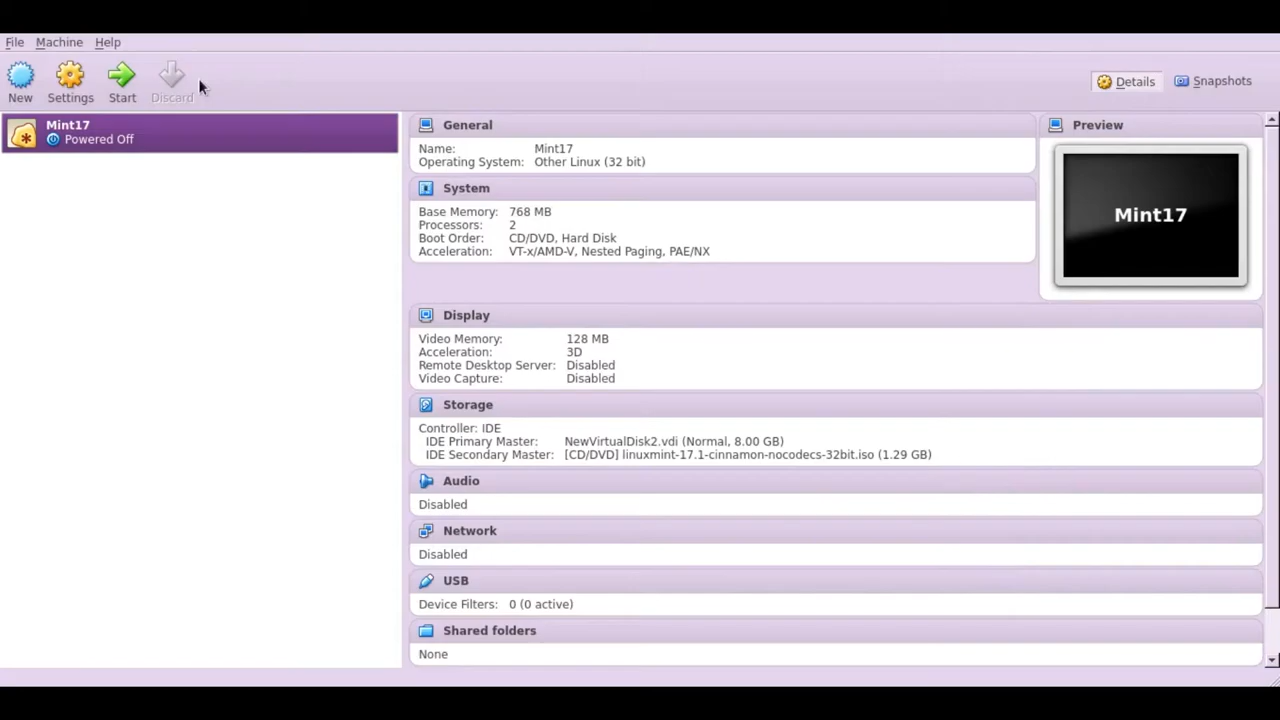 File Machine Help
New Settings Start Discard Details Snapshots
Mint17
Powered Off
General
Name: Mint17
Operating System: Other Linux (32 bit)
System
Base Memory: 768 MB
Processors: 2
Boot Order: CD/DVD, Hard Disk
Acceleration: VT-x/AMD-V, Nested Paging, PAE/NX
Preview
Mint17
Display
Video Memory: 128 MB
Acceleration: 3D
Remote Desktop Server: Disabled
Video Capture: Disabled
Storage
Controller: IDE
IDE Primary Master: NewVirtualDisk2.vdi (Normal, 8.00 GB)
IDE Secondary Master: [CD/DVD] linuxmint-17.1-cinnamon-nocodecs-32bit.iso (1.29 GB)
Audio
Disabled
Network
Disabled
USB
Device Filters: 0 (0 active)
Shared folders
None